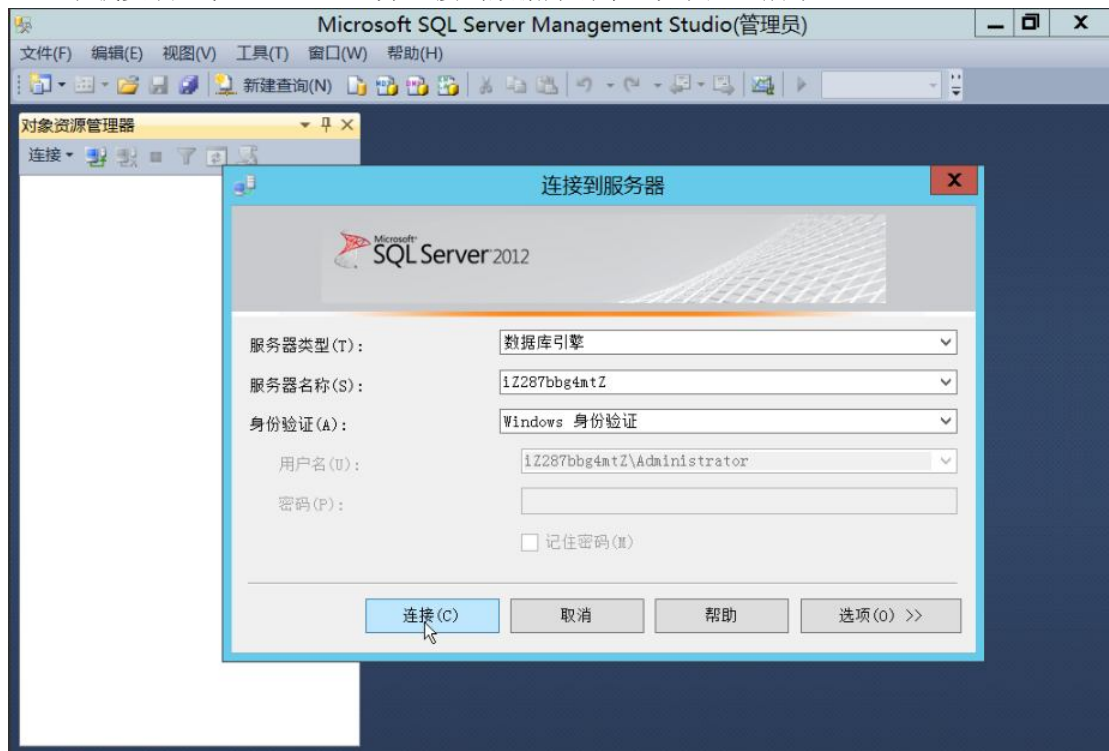 Microsoft SQL Server Management Studio(管理员)
文件(F) 编辑(E) 视图(V) 工具(T) 窗口(W) 帮助(H)
新建查询(N)
对象资源管理器
连接
连接到服务器
Microsoft
SQL Server 2012
服务器类型(T): 数据库引擎
服务器名称(S): iZ287bbg4mtZ
身份验证(A): Windows 身份验证
用户名(U): iZ287bbg4mtZ\Administrator
密码(P):
记住密码(M)
连接(C) 取消 帮助 选项(O) >>